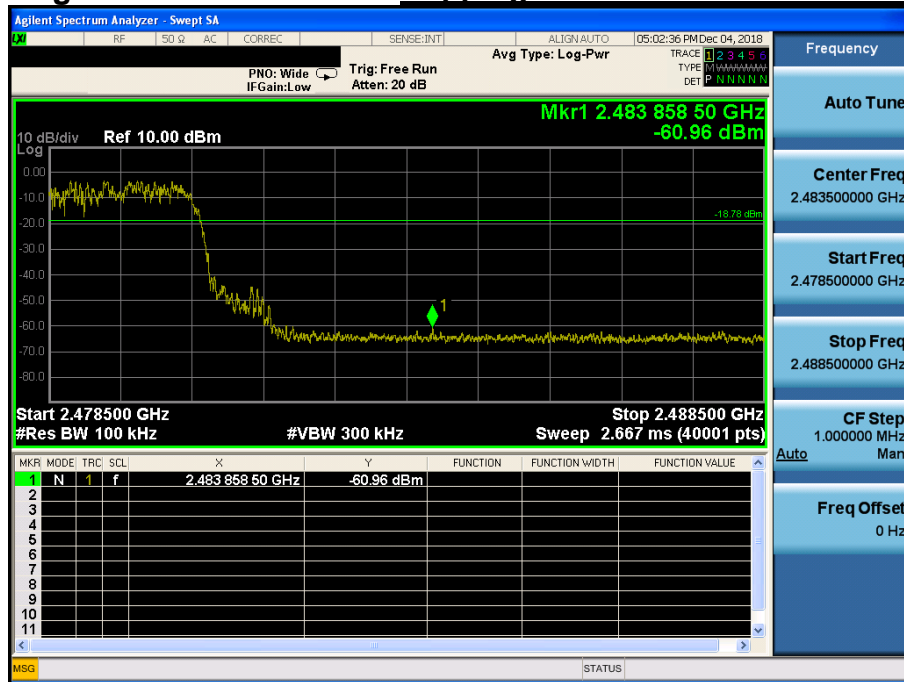 Agilent Spectrum Analyzer - Swept SA
LXI RF 50 Ω AC CORREC SENSE:INT ALIGN AUTO 05:02:36 PM Dec 04, 2018
Avg Type: Log-Pwr TRACE 1 2 3 4 5 6
PNO: Wide Trig: Free Run TYPE M W W W W W
IFGain:Low Atten: 20 dB DET P N N N N N
Mkr1 2.483 858 50 GHz
-60.96 dBm
10 dB/div Ref 10.00 dBm
Log
0.00
-10.0
-20.0
-18.78 dBm
-30.0
-40.0
-50.0
1
-60.0
-70.0
-80.0
Start 2.478500 GHz Stop 2.488500 GHz
#Res BW 100 kHz #VBW 300 kHz Sweep 2.667 ms (40001 pts)
MKR MODE TRC SCL X Y FUNCTION FUNCTION WIDTH FUNCTION VALUE
1 N 1 f 2.483 858 50 GHz -60.96 dBm
2
3
4
5
6
7
8
9
10
11
MSG STATUS
Frequency
Auto Tune
Center Freq
2.483500000 GHz
Start Freq
2.478500000 GHz
Stop Freq
2.488500000 GHz
CF Step
1.000000 MHz
Auto Man
Freq Offset
0 Hz